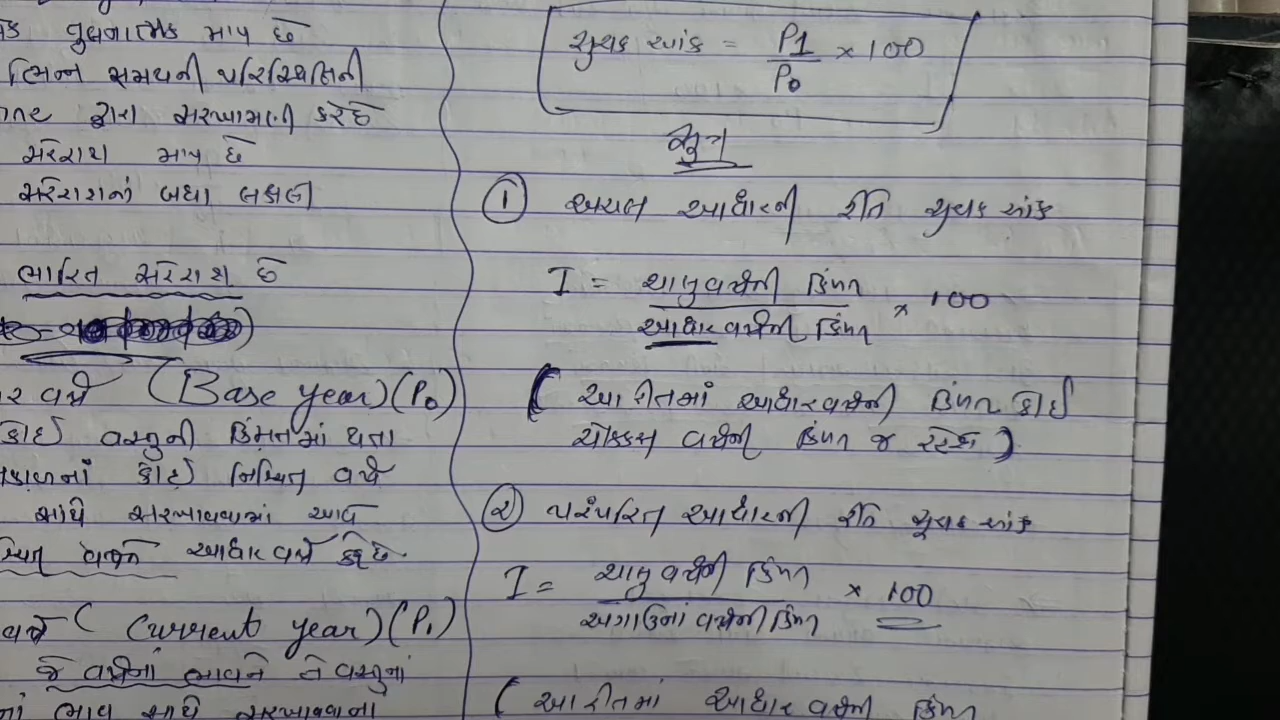 તુલનાત્મક માપ છે
ભિન્ન સમયની પરિસ્થિતિની
દ્વારા સરખામણી કરે છે
સરેરાશ માપ છે
સરેરાશનાં બધા લક્ષણો
ભારિત સરેરાશ છે
વર્ષ (Base year) (P₀)
કોઈ વસ્તુની કિંમતમાં થતા
કોઈ નિશ્ચિત વર્ષ
સાથે સરખાવવામાં આવે
આધાર વર્ષ કહે છે
વર્ષ (Current year) (P₁)
જે વર્ષનાં ભાવને તે વસ્તુનાં
ભાવ સાથે સરખાવવાના
સુચક આંક = P1/P₀ × 100
સુત્ર
① અચલ આધારની રીતે સુચક આંક
I = ચાલુ વર્ષની કિંમત / આધાર વર્ષની કિંમત × 100
( આ રીતમાં આધાર વર્ષની કિંમત કોઈ
ચોક્કસ વર્ષની કિંમત જ રહેશે )
② પરંપરિત આધારની રીતે સુચક આંક
I = ચાલુ વર્ષની કિંમત / અગાઉનાં વર્ષની કિંમત × 100
( આ રીતમાં આધાર વર્ષની કિંમત